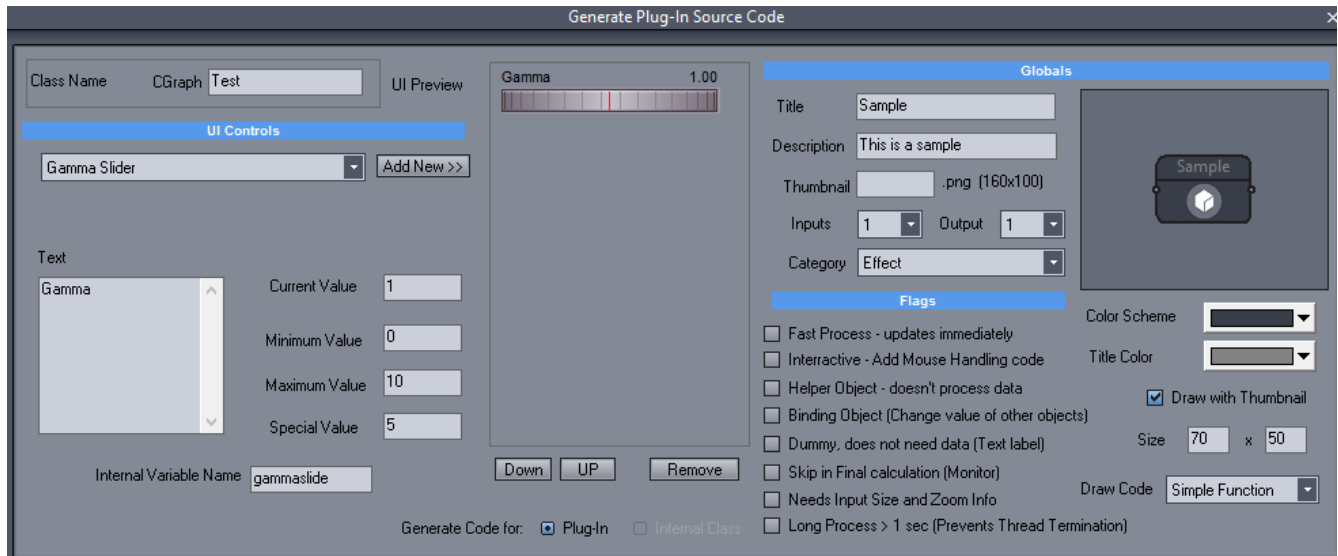 Generate Plug-In Source Code
Class Name
CGraph
Test
UI Preview
UI Controls
Gamma Slider
Add New >>
Text
Gamma
Current Value
1
Minimum Value
0
Maximum Value
10
Special Value
5
Internal Variable Name
gammaslide
Gamma
1.00
Down
UP
Remove
Generate Code for:
Plug-In
Internal Class
Globals
Title
Sample
Description
This is a sample
Thumbnail
.png (160x100)
Inputs
1
Output
1
Category
Effect
Sample
Flags
Fast Process - updates immediately
Interractive - Add Mouse Handling code
Helper Object - doesn't process data
Binding Object (Change value of other objects)
Dummy, does not need data (Text label)
Skip in Final calculation (Monitor)
Needs Input Size and Zoom Info
Long Process > 1 sec (Prevents Thread Termination)
Color Scheme
Title Color
Draw with Thumbnail
Size
70
x
50
Draw Code
Simple Function